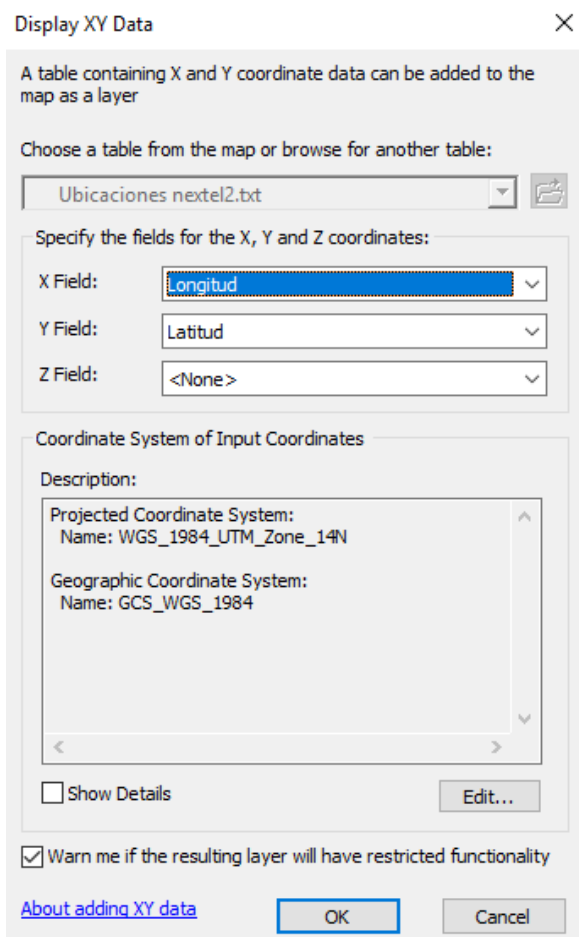 Display XY Data
A table containing X and Y coordinate data can be added to the
map as a layer
Choose a table from the map or browse for another table:
Ubicaciones nextel2.txt
Specify the fields for the X, Y and Z coordinates:
X Field:
Longitud
Y Field:
Latitud
Z Field:
<None>
Coordinate System of Input Coordinates
Description:
Projected Coordinate System:
Name: WGS_1984_UTM_Zone_14N
Geographic Coordinate System:
Name: GCS_WGS_1984
Show Details
Edit...
Warn me if the resulting layer will have restricted functionality
About adding XY data
OK
Cancel